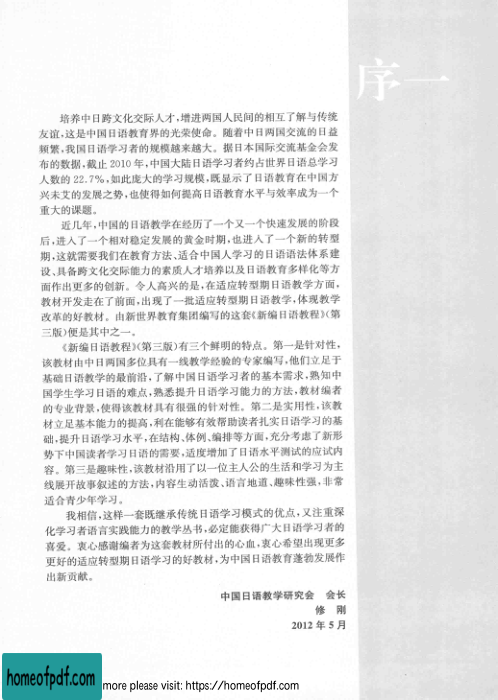 序一
培养中日跨文化交际人才,增进两国人民间的相互了解与传统
友谊,这是中国日语教育界的光荣使命。随着中日两国交流的日益
频繁,我国日语学习者的规模越来越大。据日本国际交流基金会发
布的数据,截止 2010 年,中国大陆日语学习者约占世界日语总学习
人数的 22.7%,如此庞大的学习规模,既显示了日语教育在中国方
兴未艾的发展之势,也使得如何提高日语教育水平与效率成为一个
重大的课题。
近几年,中国的日语教学在经历了一个又一个快速发展的阶段
后,进入了一个相对稳定发展的黄金时期,也进入了一个新的转型
期,这就需要我们在教育方法、适合中国人学习的日语语法体系建
设、具备跨文化交际能力的素质人才培养以及日语教育多样化等方
面作出更多的创新。令人高兴的是,在适应转型期日语教学方面,
教材开发走在了前面,出现了一批适应转型期日语教学,体现教学
改革的好教材。由新世界教育集团编写的这套《新编日语教程》(第
三版)便是其中之一。
《新编日语教程》(第三版)有三个鲜明的特点。第一是针对性,
该教材由中日两国多位具有一线教学经验的专家编写,他们立足于
基础日语教学的最前沿,了解中国日语学习者的基本需求,熟知中
国学生学习日语的难点,熟悉提升日语学习能力的方法,教材编者
的专业背景,使得该教材具有很强的针对性。第二是实用性,该教
材立足基本能力的提高,利在能够有效帮助读者扎实日语学习的基
础,提升日语学习水平,在结构、体例、编排等方面,充分考虑了新形
势下中国读者学习日语的需要,适度增加了日语水平测试的应试内
容。第三是趣味性,该教材沿用了以一位主人公的生活和学习为主
线展开故事叙述的方法,内容生动活泼、语言地道、趣味性强,非常
适合青少年学习。
我相信,这样一套既继承传统日语学习模式的优点,又注重深
化学习者语言实践能力的教学丛书,必定能获得广大日语学习者的
喜爱。衷心感谢编者为这套教材所付出的心血,衷心希望出现更多
更好的适应转型期日语学习的好教材,为中国日语教育蓬勃发展作
出新贡献。
中国日语教学研究会 会长
修 刚
2012 年 5 月
homeofpdf.com
more please visit: https://homeofpdf.com